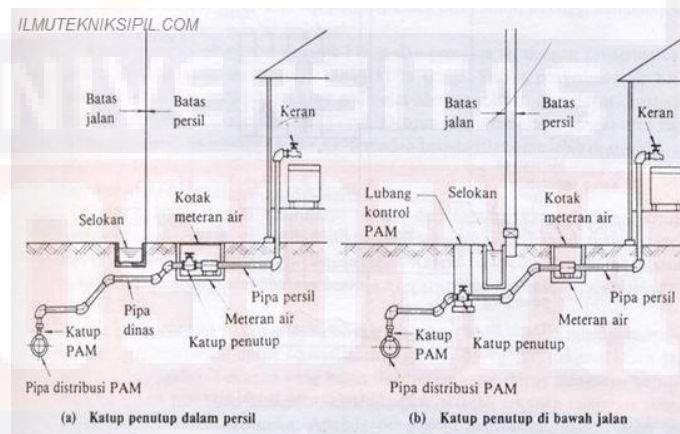 ILMUTEKNIKSIPIL.COM
Batas
jalan
Batas
persil
Keran
Kotak
meteran air
Selokan
Pipa persil
Pipa
dinas
Meteran air
Katup
PAM
Katup penutup
Pipa distribusi PAM
(a) Katup penutup dalam persil
Batas
jalan
Batas
persil
Keran
Lubang
kontrol
PAM
Selokan
Kotak
meteran air
Pipa persil
Meteran air
Katup
PAM
Katup penutup
Pipa distribusi PAM
(b) Katup penutup di bawah jalan